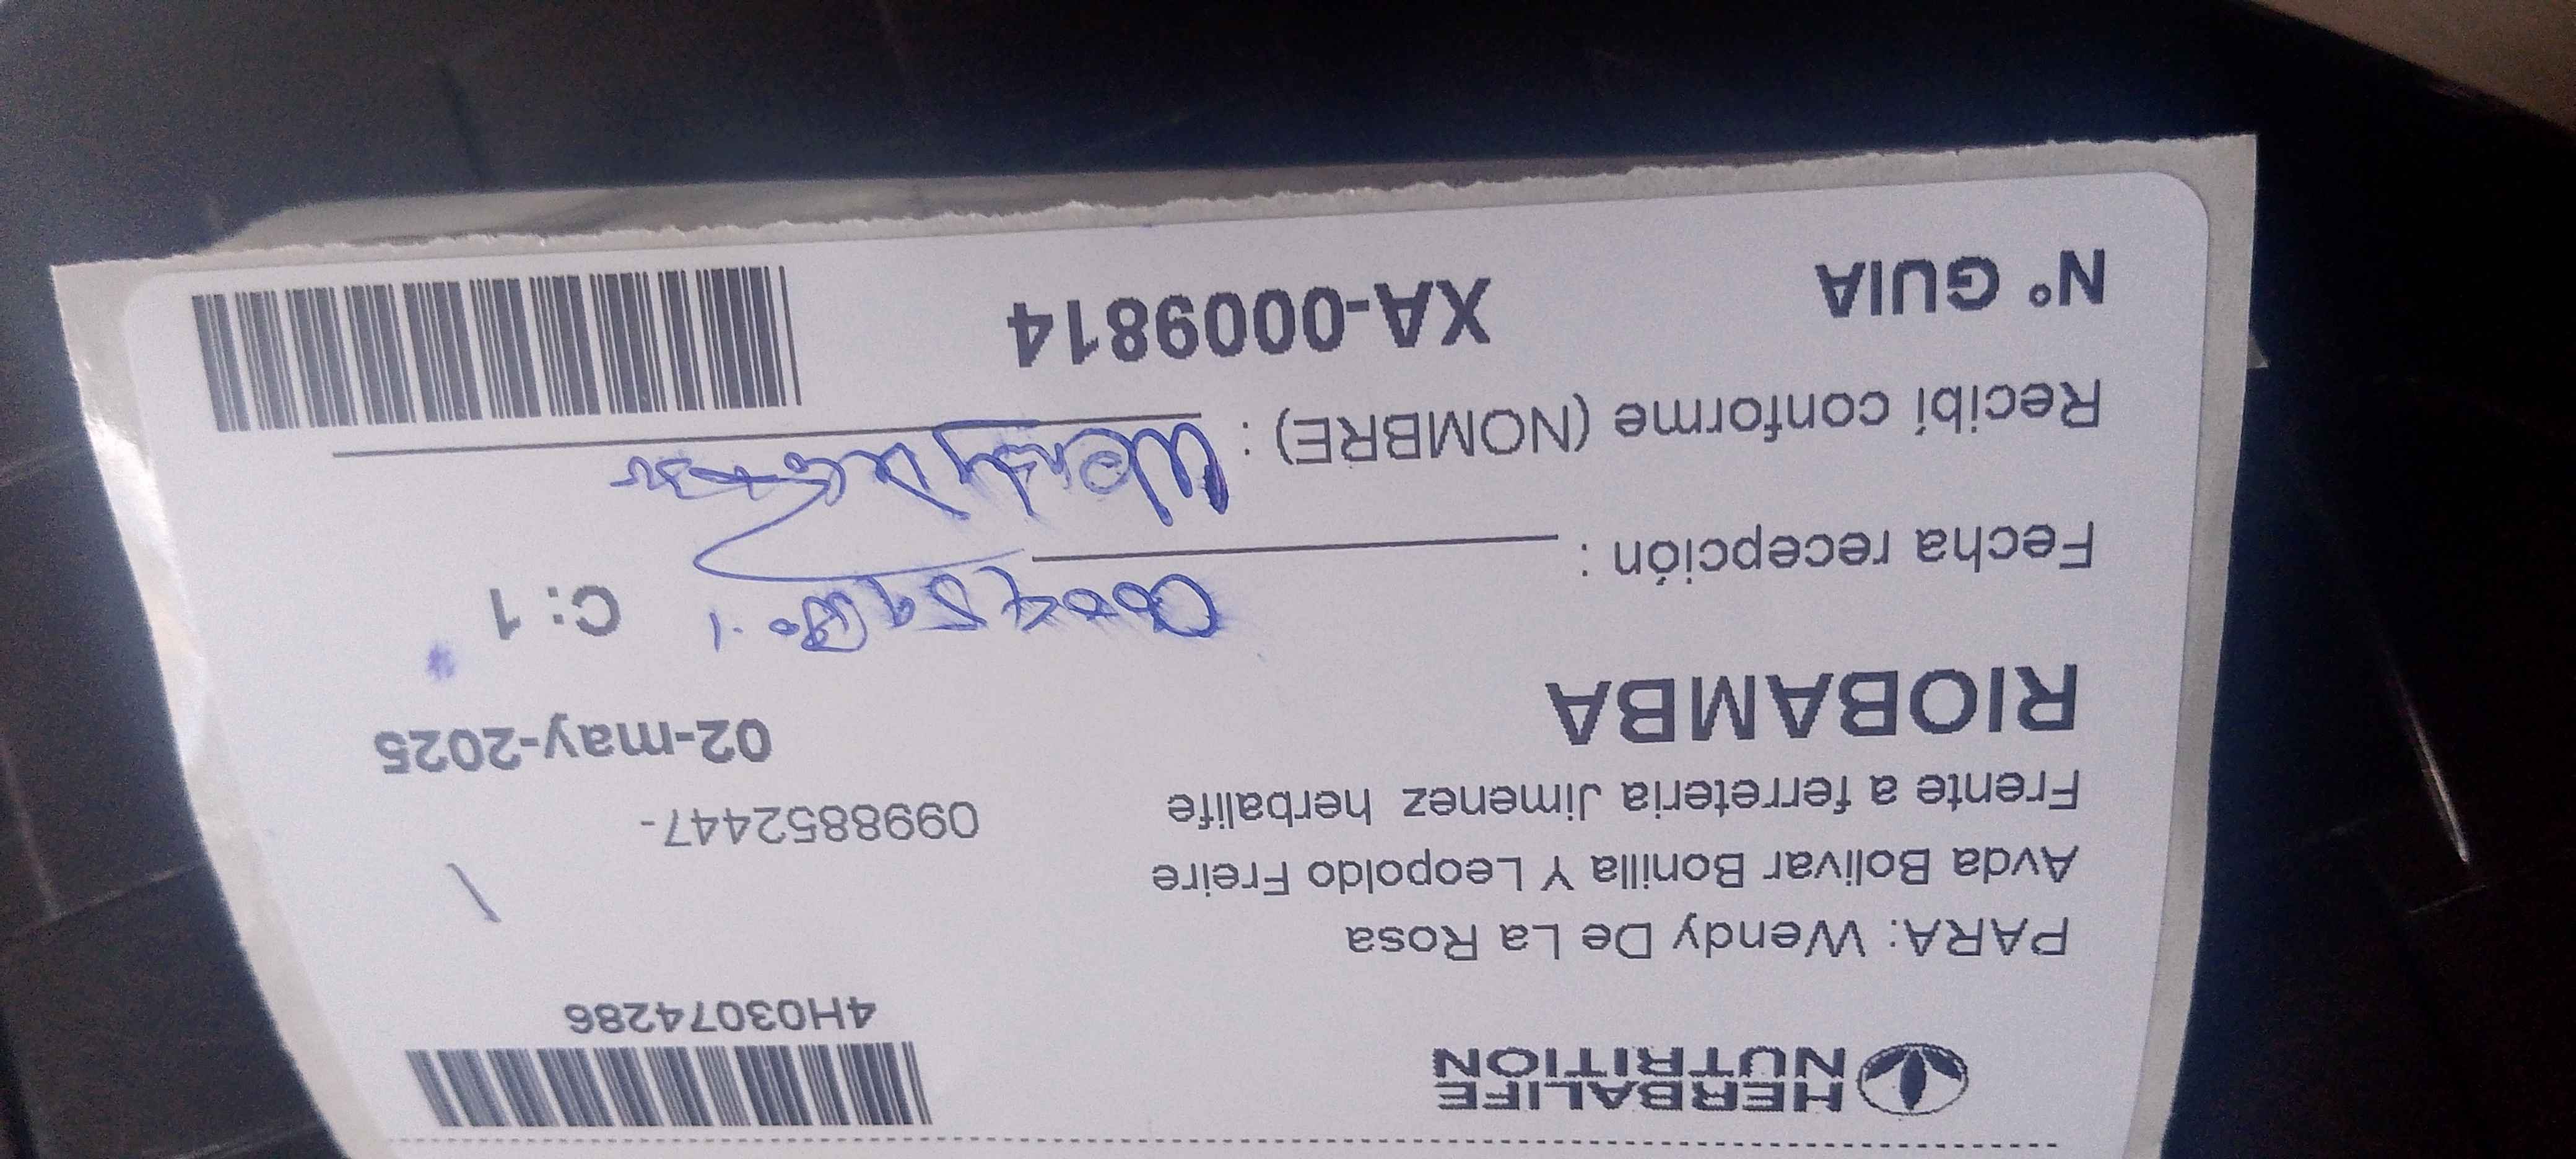 HERBALIFE
NUTRITION
4H03074286
PARA: Wendy De La Rosa
Avda Bolivar Bonilla Y Leopoldo Freire
Frente a ferreteria Jimenez herbalife 0998852447-
RIOBAMBA 02-may-2025
C: 1
Fecha recepción :
Recibí conforme (NOMBRE) : Wendy
N° GUIA XA-0009814